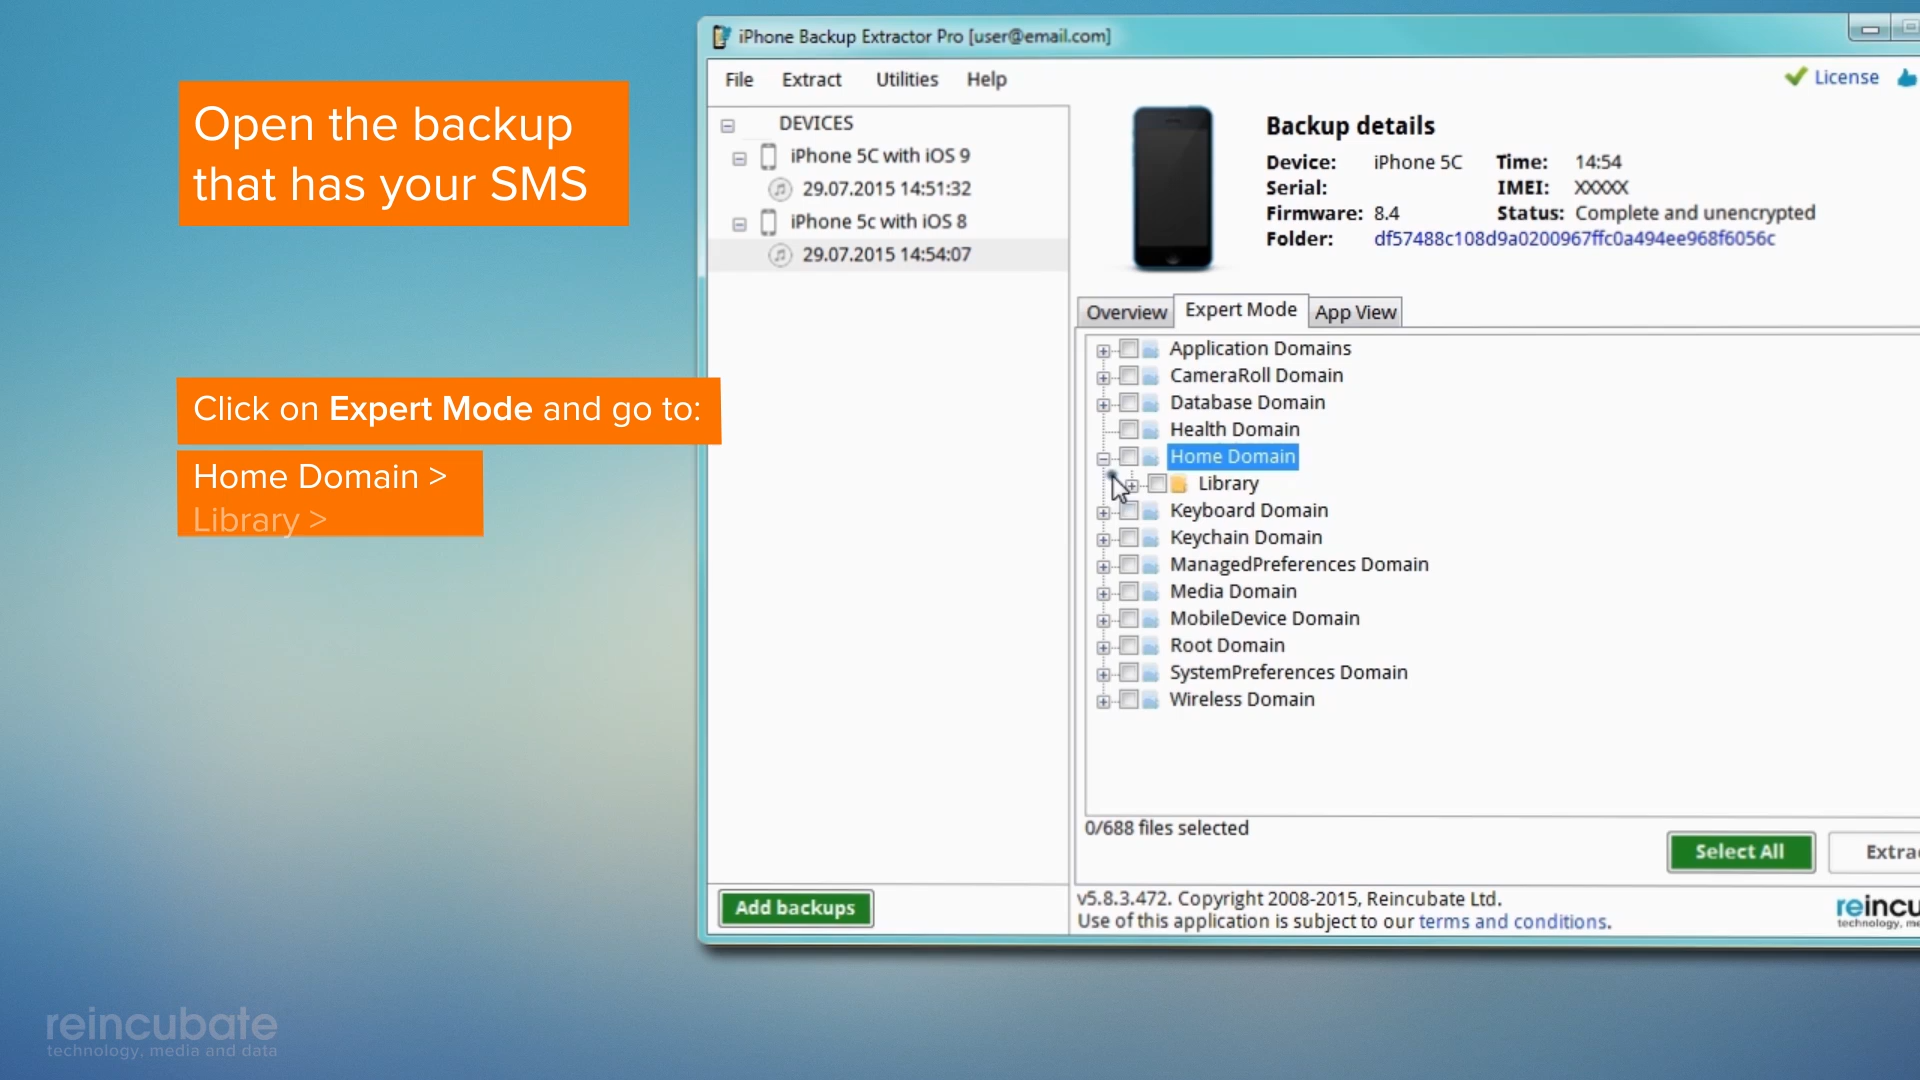 Open the backup
that has your SMS
Click on Expert Mode and go to:
Home Domain >
Library >
reincubate
technology, media and data
iPhone Backup Extractor Pro [user@email.com]
File Extract Utilities Help
License
DEVICES
iPhone 5C with iOS 9
29.07.2015 14:51:32
iPhone 5c with iOS 8
29.07.2015 14:54:07
Add backups
Backup details
Device: iPhone 5C Time: 14:54
Serial: IMEI: XXXXX
Firmware: 8.4 Status: Complete and unencrypted
Folder: df57488c108d9a0200967ffc0a494ee968f6056c
Overview Expert Mode App View
Application Domains
CameraRoll Domain
Database Domain
Health Domain
Home Domain
Library
Keyboard Domain
Keychain Domain
ManagedPreferences Domain
Media Domain
MobileDevice Domain
Root Domain
SystemPreferences Domain
Wireless Domain
0/688 files selected
Select All Extrac
v5.8.3.472. Copyright 2008-2015, Reincubate Ltd.
Use of this application is subject to our terms and conditions.
reincu
technology, me